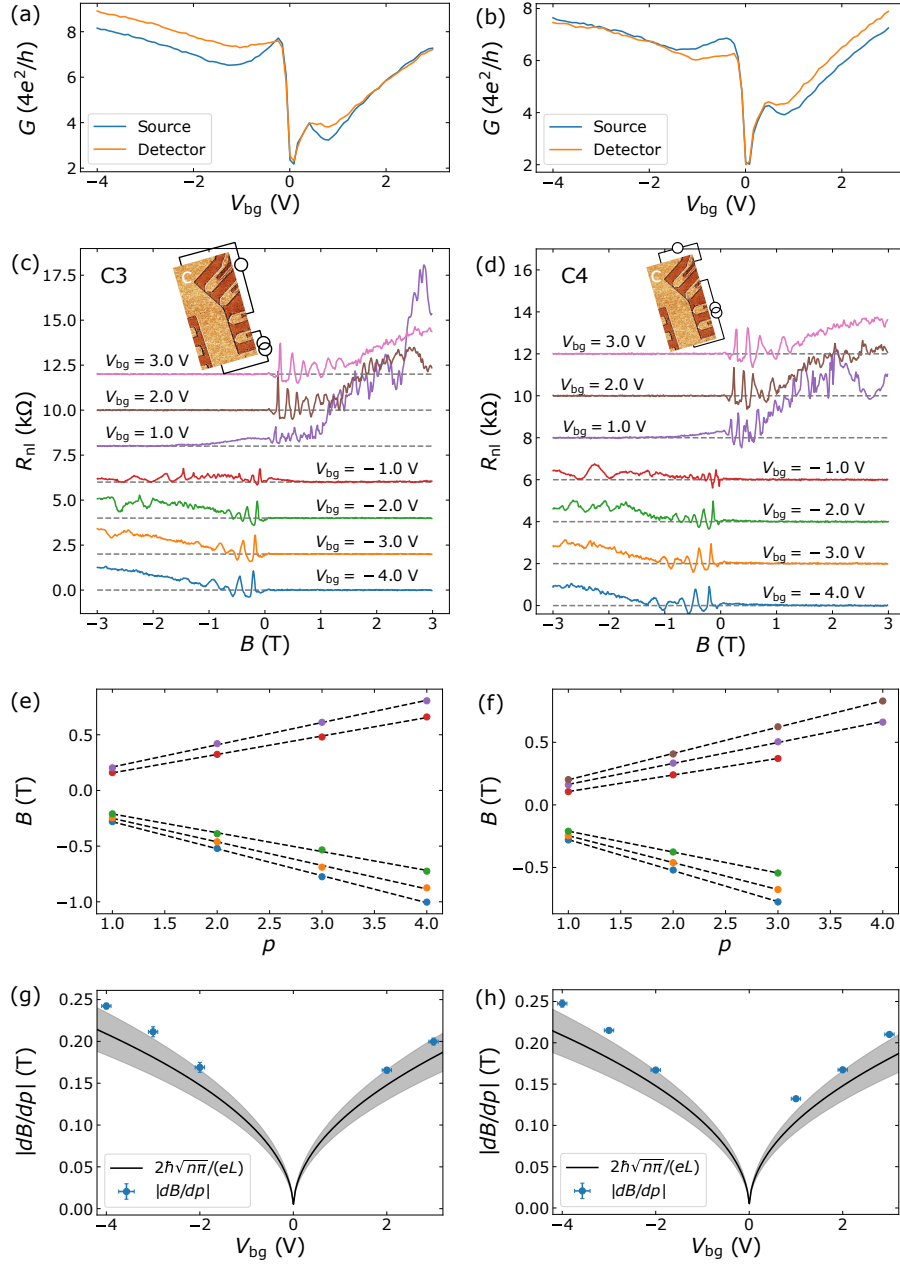 (a)
G (4e²/h)
8
6
4
2
Source
Detector
−4
−2
0
2
V_bg (V)
(b)
G (4e²/h)
8
6
4
2
Source
Detector
−4
−2
0
2
V_bg (V)
(c)
C3
C
R_nl (kΩ)
17.5
15.0
12.5
10.0
7.5
5.0
2.5
0.0
V_bg = 3.0 V
V_bg = 2.0 V
V_bg = 1.0 V
V_bg = −1.0 V
V_bg = −2.0 V
V_bg = −3.0 V
V_bg = −4.0 V
−3
−2
−1
0
1
2
3
B (T)
(d)
C4
C
16
14
12
10
8
6
4
2
0
V_bg = 3.0 V
V_bg = 2.0 V
V_bg = 1.0 V
V_bg = −1.0 V
V_bg = −2.0 V
V_bg = −3.0 V
V_bg = −4.0 V
−3
−2
−1
0
1
2
3
B (T)
(e)
B (T)
0.5
0.0
−0.5
−1.0
1.0
1.5
2.0
2.5
3.0
3.5
4.0
p
(f)
B (T)
0.5
0.0
−0.5
1.0
1.5
2.0
2.5
3.0
3.5
4.0
p
(g)
|dB/dp| (T)
0.25
0.20
0.15
0.10
0.05
0.00
2ℏ√nπ/(eL)
|dB/dp|
−4
−2
0
2
V_bg (V)
(h)
|dB/dp| (T)
0.25
0.20
0.15
0.10
0.05
0.00
2ℏ√nπ/(eL)
|dB/dp|
−4
−2
0
2
V_bg (V)